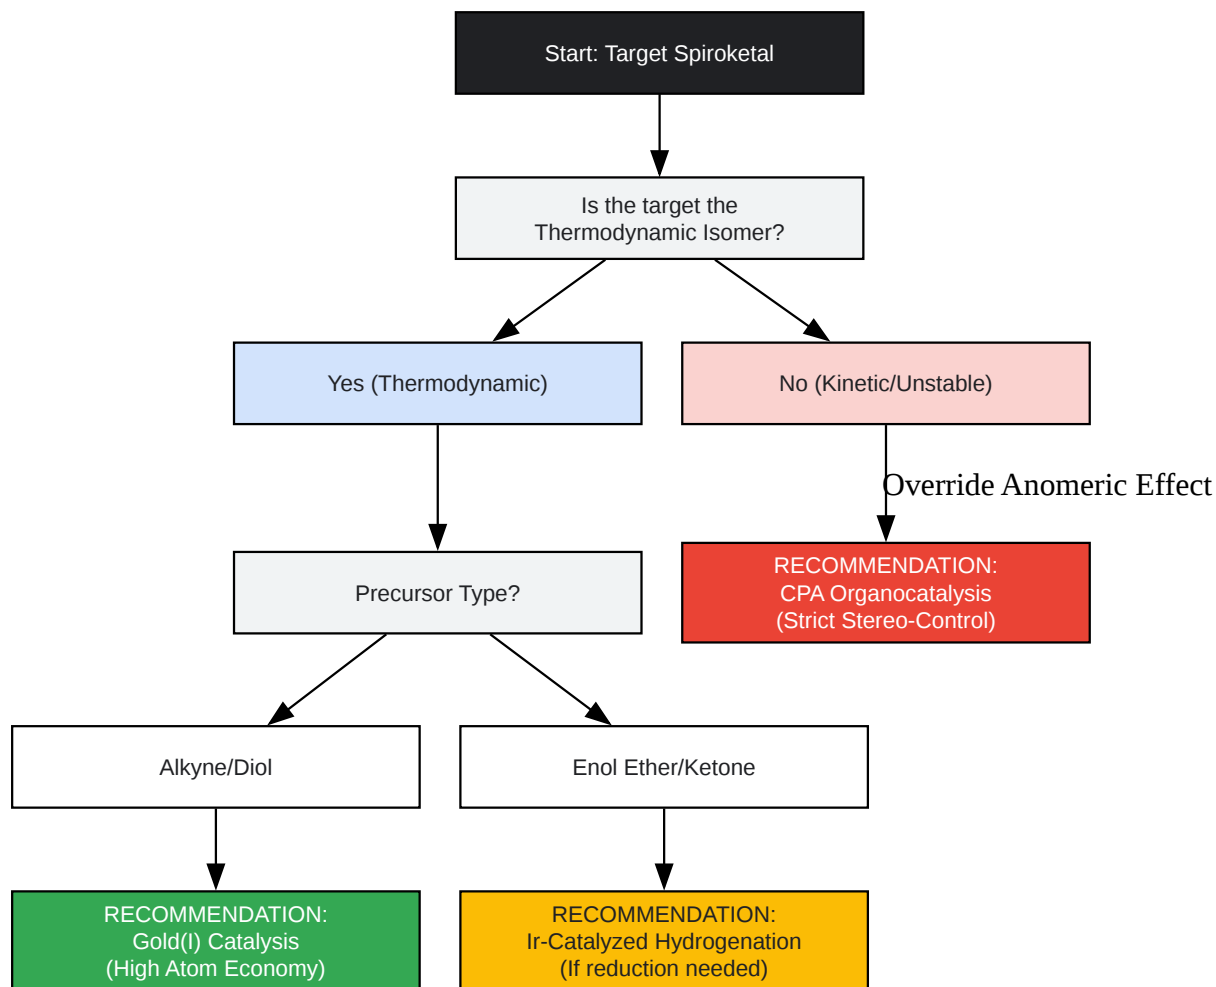 Start: Target Spiroketal
Is the target the
Thermodynamic Isomer?
Yes (Thermodynamic)
No (Kinetic/Unstable)
Override Anomeric Effect
Precursor Type?
RECOMMENDATION:
CPA Organocatalysis
(Strict Stereo-Control)
Alkyne/Diol
Enol Ether/Ketone
RECOMMENDATION:
Gold(I) Catalysis
(High Atom Economy)
RECOMMENDATION:
Ir-Catalyzed Hydrogenation
(If reduction needed)